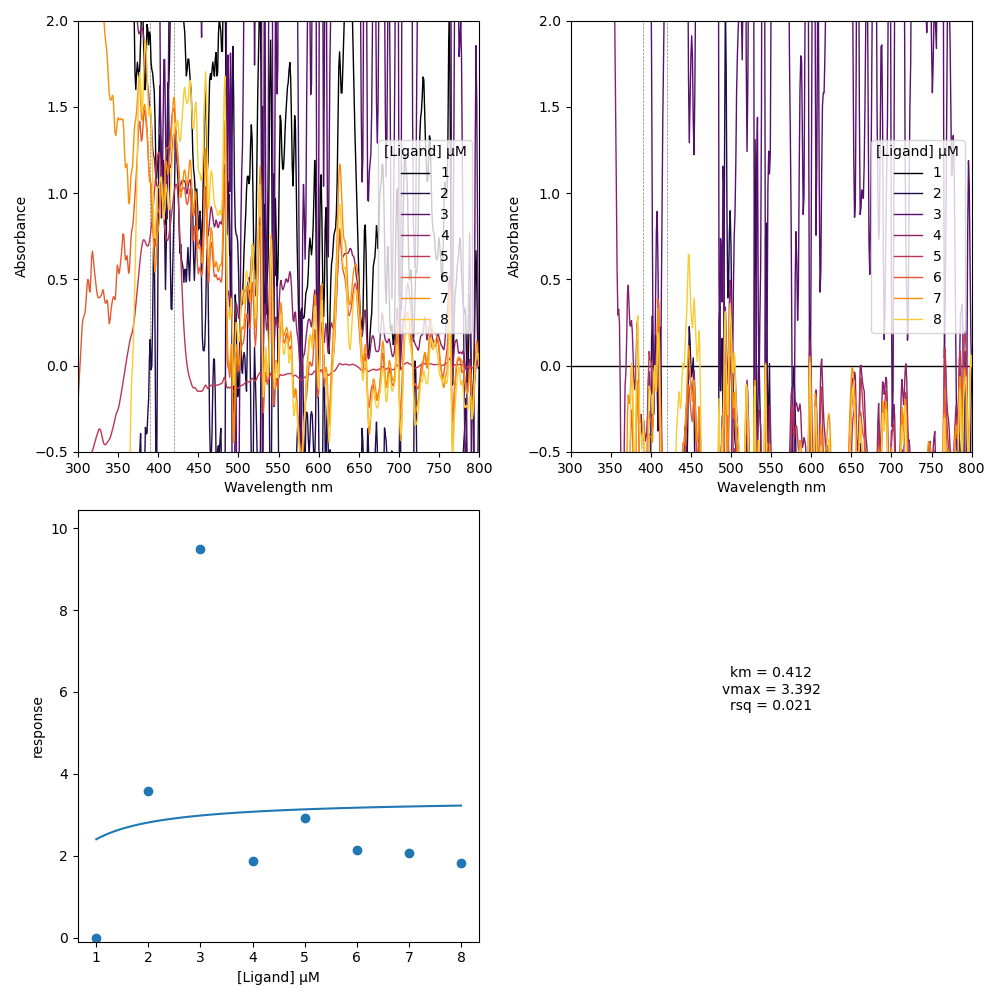 2.0
1.5
1.0
0.5
0.0
−0.5
300 350 400 450 500 550 600 650 700 750 800
Absorbance
Wavelength nm
[Ligand] µM
1
2
3
4
5
6
7
8
2.0
1.5
1.0
0.5
0.0
−0.5
300 350 400 450 500 550 600 650 700 750 800
Absorbance
Wavelength nm
[Ligand] µM
1
2
3
4
5
6
7
8
10
8
6
4
2
0
1 2 3 4 5 6 7 8
response
[Ligand] µM
km = 0.412
vmax = 3.392
rsq = 0.021